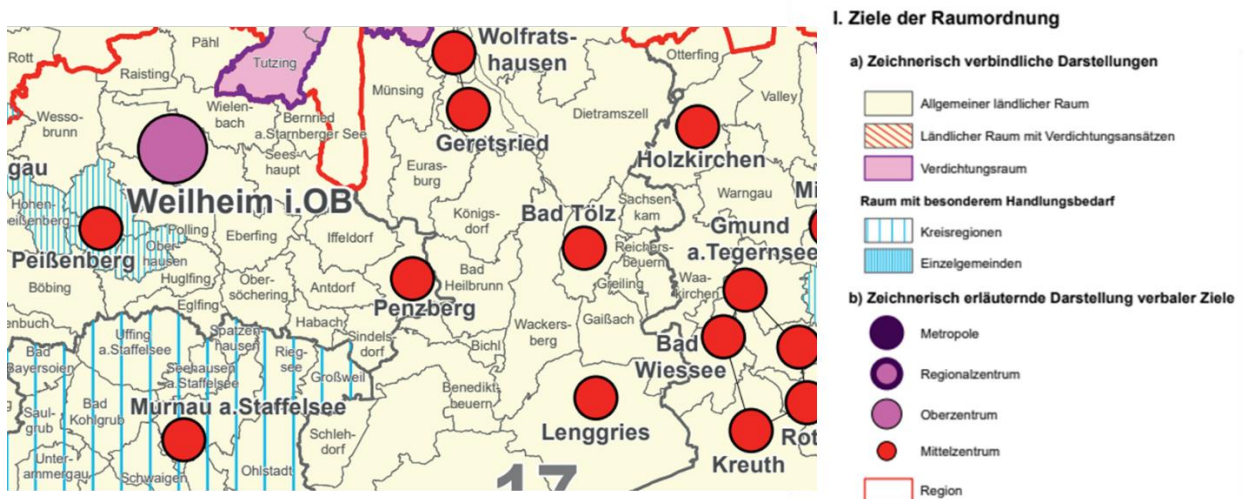 Rott
Pähl
Raisting
Tutzing
Wolfrats-
hausen
Münsing
Otterfing
Valley
Dietramszell
Wesso-
brunn
Wielen-
bach
Bernried
a.Starnberger See
Geretsried
Holzkirchen
gau
Sees-
haupt
Weilheim i.OB
Euras-
burg
Warngau
Mi
Hohen-
peißenberg
Polling
Eberfing
Iffeldorf
Königs-
dorf
Bad Tölz
Sachsen-
kam
Gmund
a.Tegernsee
Peißenberg
Ober-
hausen
Huglfing
Reichers-
beuern
Greiling
Waa-
kirchen
Böbing
Eglfing
Ober-
söchering
Antdorf
Penzberg
Bad
Heilbrunn
enbuch
Uffing
a.Staffelsee
Spatzen-
hausen
Habach
Sindels-
dorf
Bichl
Wackers-
berg
Gaißach
Bad
Wiessee
Bad
Bayersoien
Seehausen
a.Staffelsee
Rieg-
see
Großweil
Saul-
grub
Bad
Kohlgrub
Murnau a.Staffelsee
Benedikt-
beuern
Lenggries
Rot
Schleh-
dorf
Unter-
ammergau
Schwaigen
Ohlstadt
Kreuth
17
I. Ziele der Raumordnung
a) Zeichnerisch verbindliche Darstellungen
Allgemeiner ländlicher Raum
Ländlicher Raum mit Verdichtungsansätzen
Verdichtungsraum
Raum mit besonderem Handlungsbedarf
Kreisregionen
Einzelgemeinden
b) Zeichnerisch erläuternde Darstellung verbaler Ziele
Metropole
Regionalzentrum
Oberzentrum
Mittelzentrum
Region